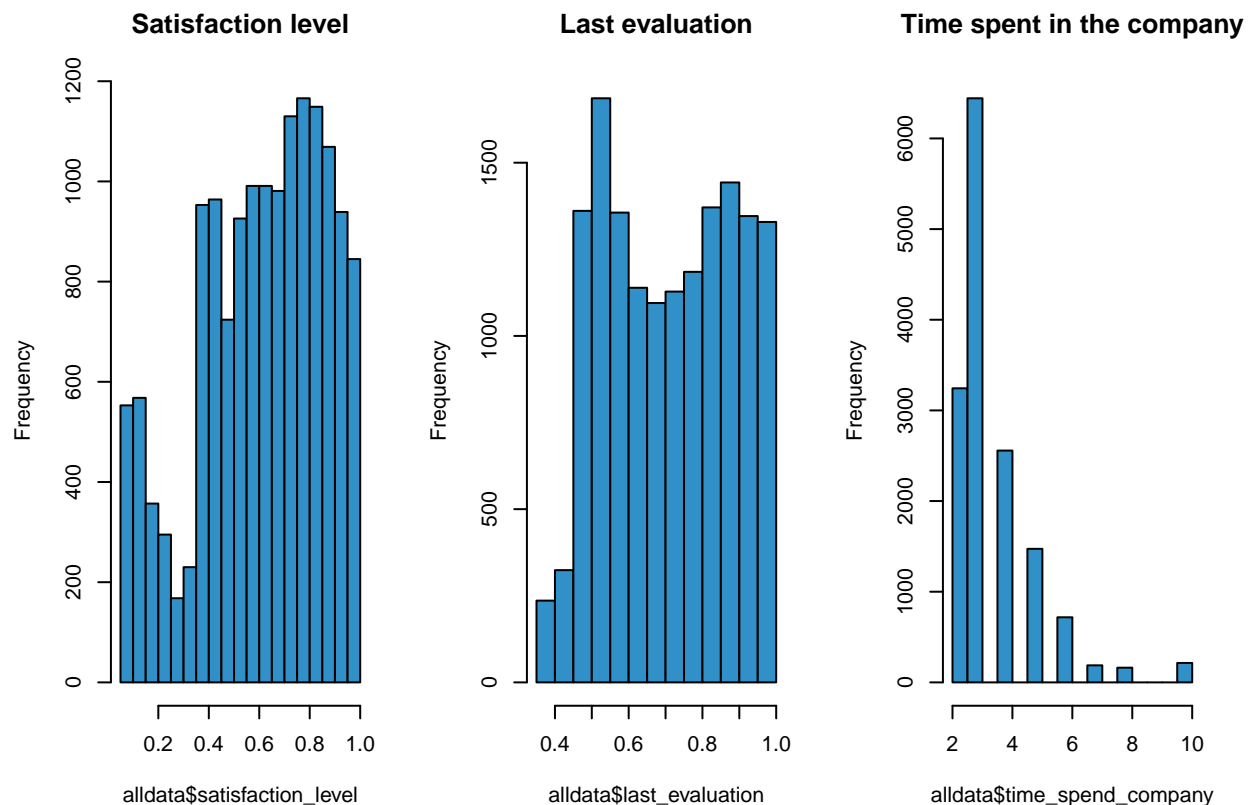 Satisfaction level
Frequency
0 200 400 600 800 1000 1200
0.2 0.4 0.6 0.8 1.0
alldata$satisfaction_level
Last evaluation
Frequency
0 500 1000 1500
0.4 0.6 0.8 1.0
alldata$last_evaluation
Time spent in the company
Frequency
0 1000 2000 3000 4000 5000 6000
2 4 6 8 10
alldata$time_spend_company